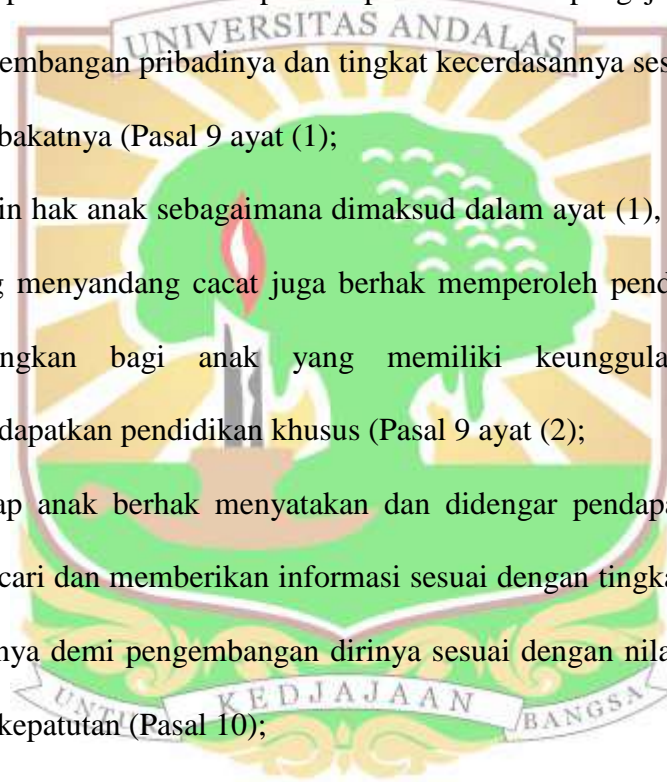 UNIVERSITAS ANDALAS
embangan pribadinya dan tingkat kecerdasannya ses
bakatnya (Pasal 9 ayat (1);
in hak anak sebagaimana dimaksud dalam ayat (1),
menyandang cacat juga berhak memperoleh pend
ngkan bagi anak yang memiliki keunggula
dapatkan pendidikan khusus (Pasal 9 ayat (2);
ap anak berhak menyatakan dan didengar pendapa
cari dan memberikan informasi sesuai dengan tingka
nya demi pengembangan dirinya sesuai dengan nila
kepatutan (Pasal 10);
UNTUK KEDJAJAAN BANGSA